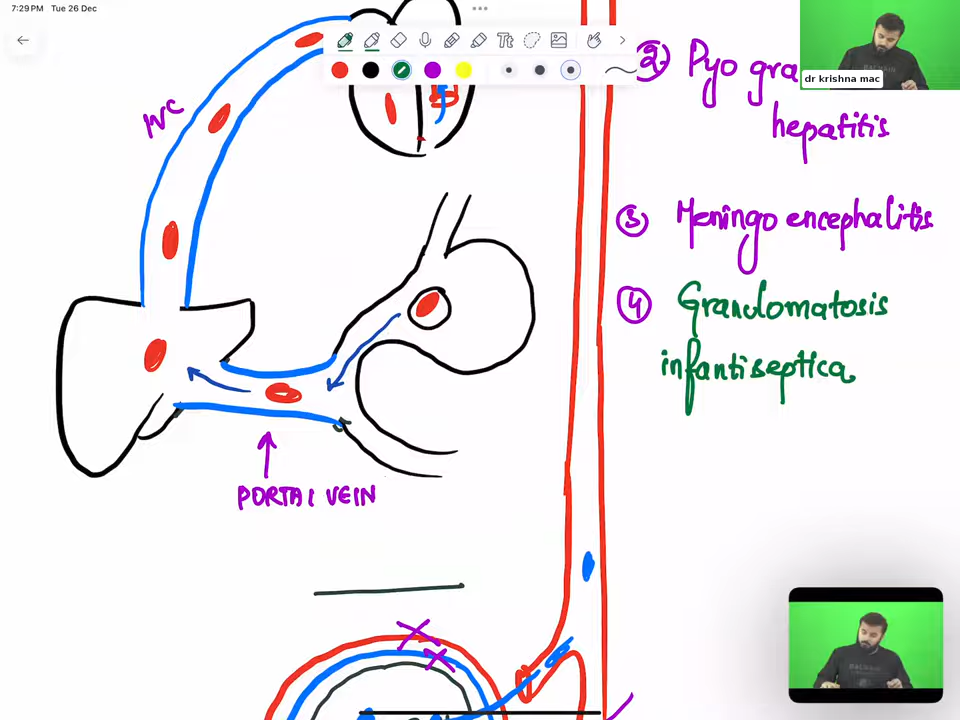 7:29 PM Tue 26 Dec
Tt
dr krishna mac
IVC
PORTAL VEIN
② Pyo gra
hepatitis
③ Meningo encephalitis
④ Granulomatosis
infantiseptica